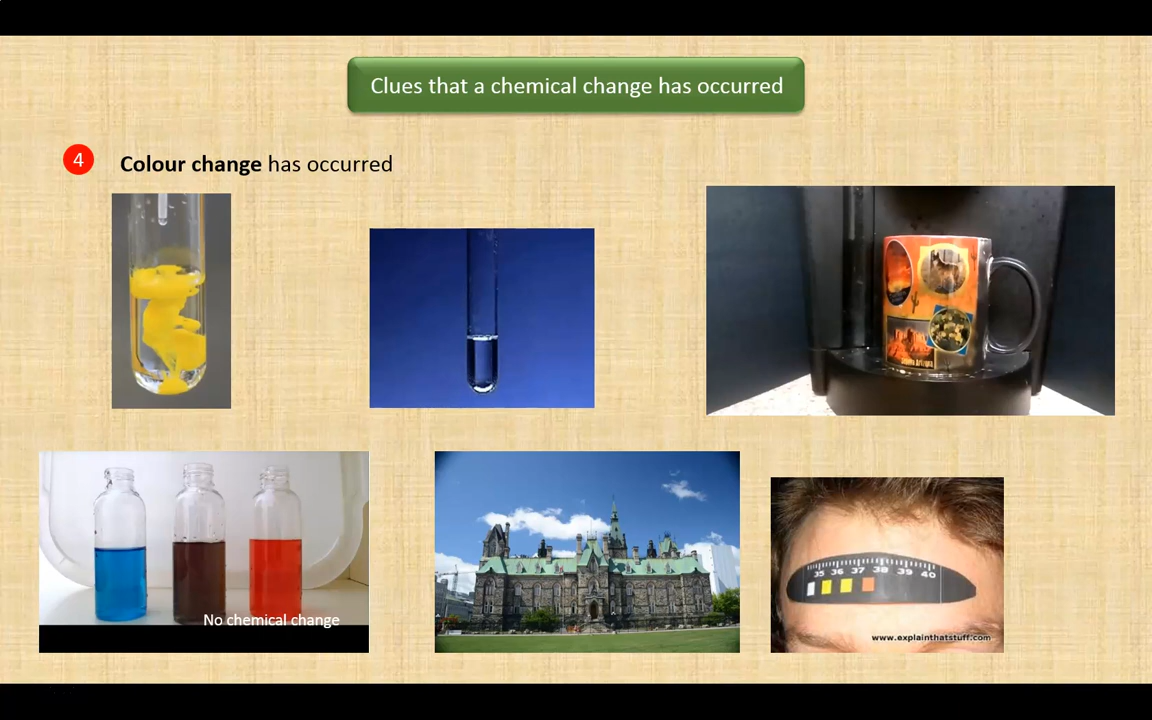 Clues that a chemical change has occurred
4
Colour change has occurred
No chemical change
35 36 37 38 39 40
www.explainthatstuff.com